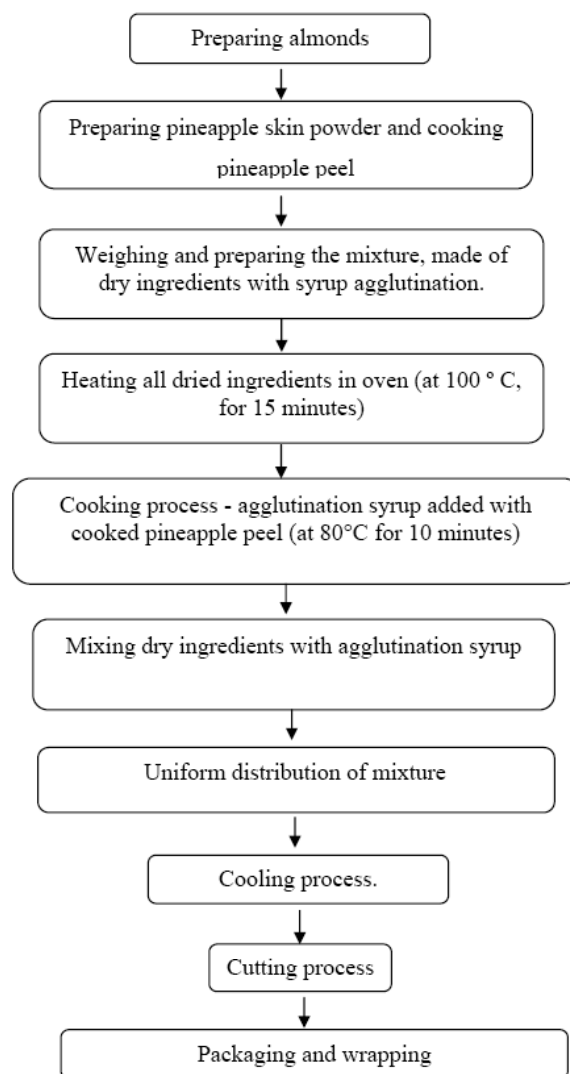 Preparing almonds
Preparing pineapple skin powder and cooking
pineapple peel
Weighing and preparing the mixture, made of
dry ingredients with syrup agglutination.
Heating all dried ingredients in oven (at 100 º C,
for 15 minutes)
Cooking process - agglutination syrup added with
cooked pineapple peel (at 80°C for 10 minutes)
Mixing dry ingredients with agglutination syrup
Uniform distribution of mixture
Cooling process.
Cutting process
Packaging and wrapping